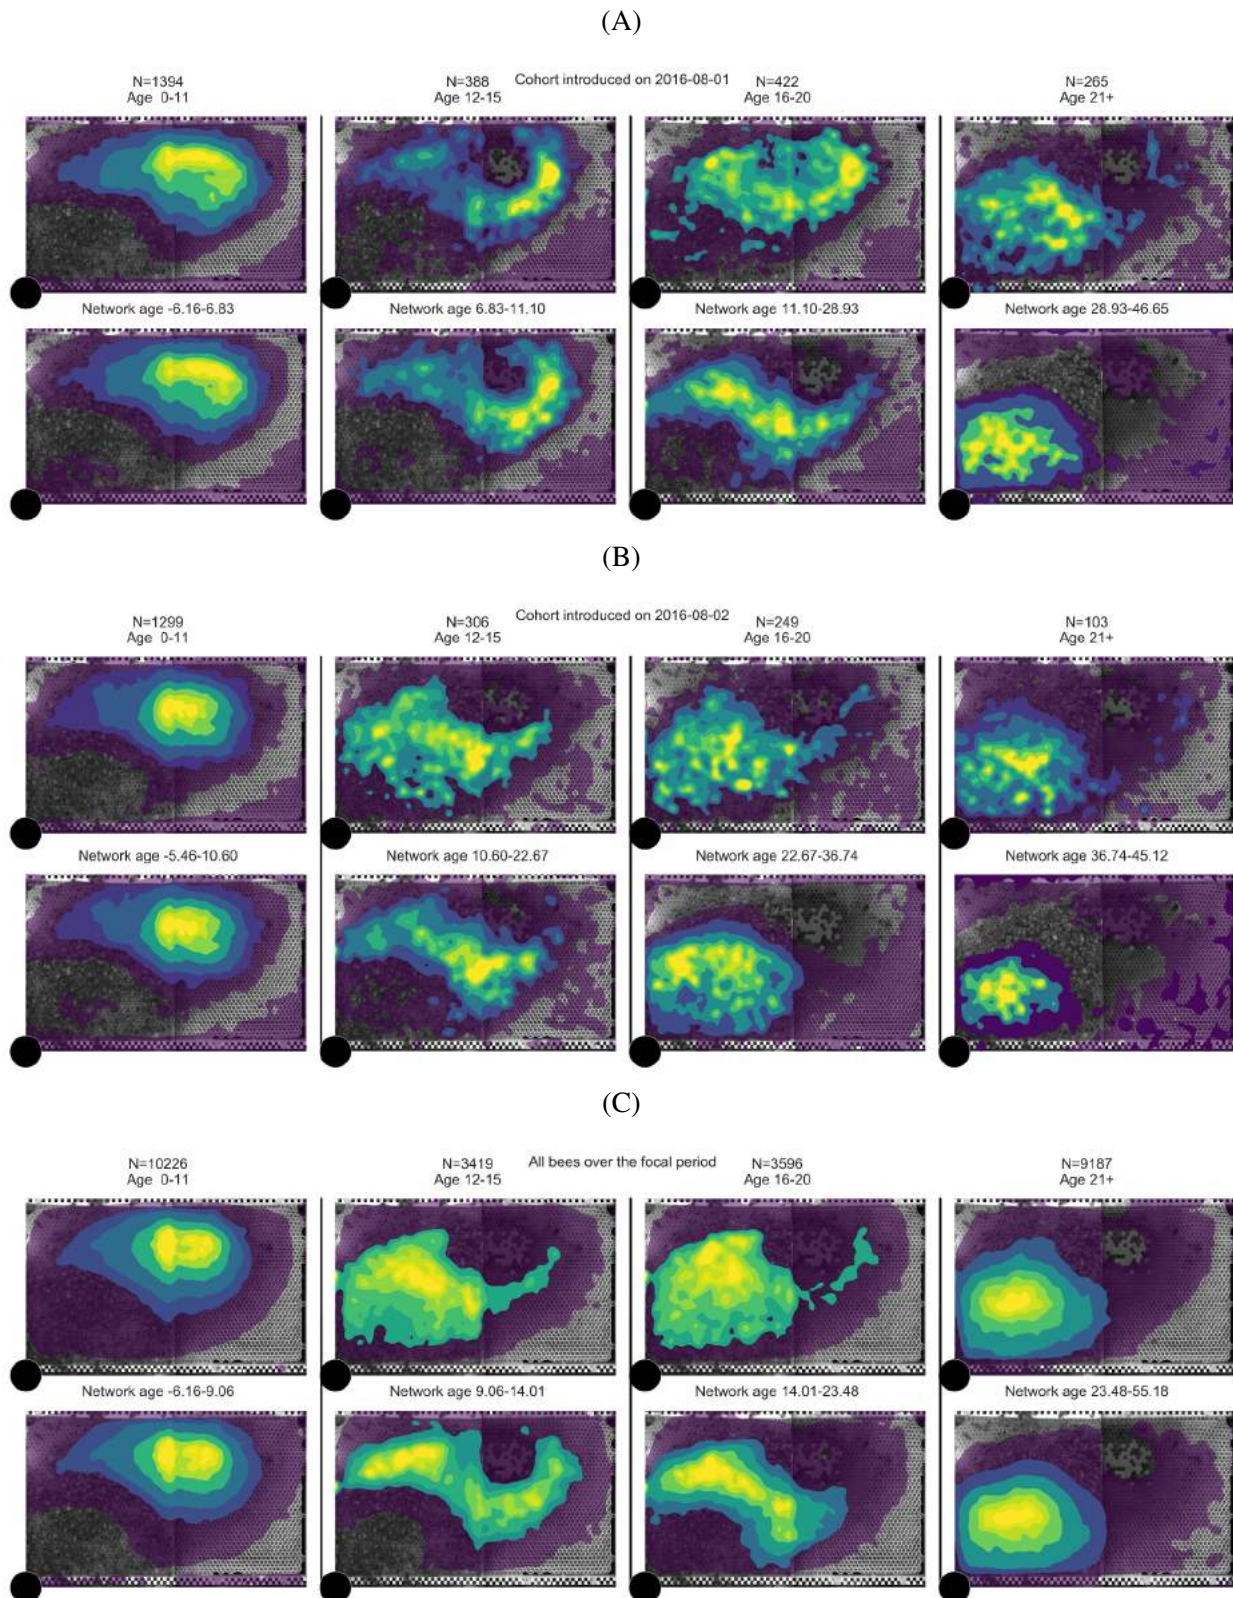 (A)
Cohort introduced on 2016-08-01
N=1394
Age 0-11
N=388
Age 12-15
N=422
Age 16-20
N=265
Age 21+
Network age -6.16-6.83
Network age 6.83-11.10
Network age 11.10-28.93
Network age 28.93-46.65
(B)
Cohort introduced on 2016-08-02
N=1299
Age 0-11
N=306
Age 12-15
N=249
Age 16-20
N=103
Age 21+
Network age -5.46-10.60
Network age 10.60-22.67
Network age 22.67-36.74
Network age 36.74-45.12
(C)
All bees over the focal period
N=10226
Age 0-11
N=3419
Age 12-15
N=3596
Age 16-20
N=9187
Age 21+
Network age -6.16-9.06
Network age 9.06-14.01
Network age 14.01-23.48
Network age 23.48-55.18